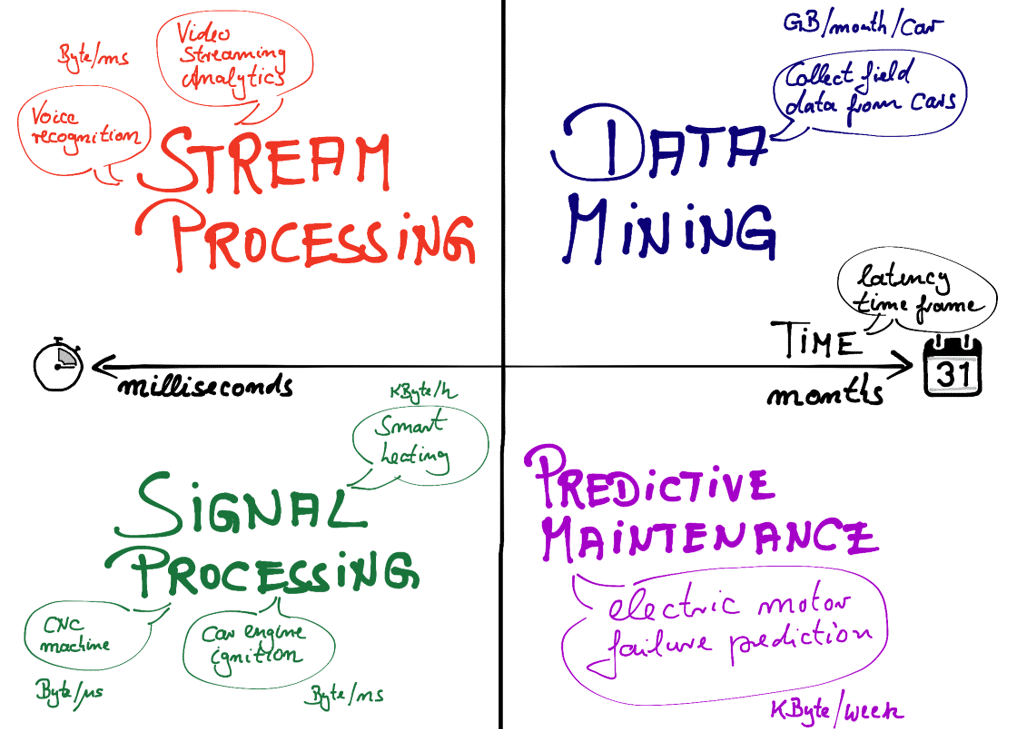 Byte/ms
Video
Streaming
Analytics
Voice
recognition
STREAM
PROCESSING
GB/month/Car
Collect field
data from cars
DATA
MINING
latency
time frame
TIME
milliseconds
months
31
KByte/h
Smart
heating
SIGNAL
PROCESSING
CNC
machine
Byte/µs
Car engine
ignition
Byte/ms
PREDICTIVE
MAINTENANCE
electric motor
failure prediction
KByte/week